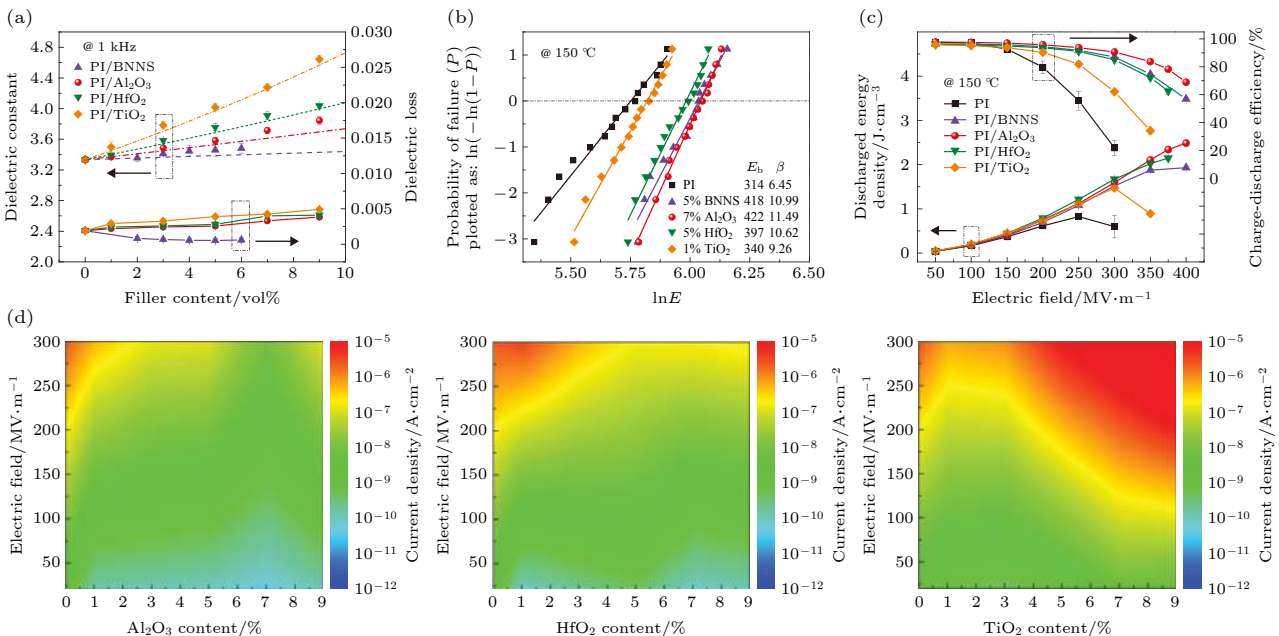 (a)
@ 1 kHz
PI/BNNS
PI/Al₂O₃
PI/HfO₂
PI/TiO₂
Dielectric constant
4.8
4.4
4.0
3.6
3.2
2.8
2.4
2.0
0.030
0.025
0.020
0.015
0.010
0.005
0
Dielectric loss
0 2 4 6 8 10
Filler content/vol%
(b)
@ 150 ℃
Probability of failure (P)
plotted as: ln(−ln(1−P))
1
0
−1
−2
−3
E_b β
PI 314 6.45
5% BNNS 418 10.99
7% Al₂O₃ 422 11.49
5% HfO₂ 397 10.62
1% TiO₂ 340 9.26
5.50 5.75 6.00 6.25 6.50
lnE
(c)
@ 150 ℃
PI
PI/BNNS
PI/Al₂O₃
PI/HfO₂
PI/TiO₂
Discharged energy
density/J·cm⁻³
4
3
2
1
0
100
80
60
40
20
0
Charge-discharge efficiency/%
50 100 150 200 250 300 350 400
Electric field/MV·m⁻¹
(d)
Electric field/MV·m⁻¹
300
250
200
150
100
50
0 1 2 3 4 5 6 7 8 9
Al₂O₃ content/%
10⁻⁵
10⁻⁶
10⁻⁷
10⁻⁸
10⁻⁹
10⁻¹⁰
10⁻¹¹
10⁻¹²
Current density/A·cm⁻²
Electric field/MV·m⁻¹
300
250
200
150
100
50
0 1 2 3 4 5 6 7 8 9
HfO₂ content/%
10⁻⁵
10⁻⁶
10⁻⁷
10⁻⁸
10⁻⁹
10⁻¹⁰
10⁻¹¹
10⁻¹²
Current density/A·cm⁻²
Electric field/MV·m⁻¹
300
250
200
150
100
50
0 1 2 3 4 5 6 7 8 9
TiO₂ content/%
10⁻⁵
10⁻⁶
10⁻⁷
10⁻⁸
10⁻⁹
10⁻¹⁰
10⁻¹¹
10⁻¹²
Current density/A·cm⁻²